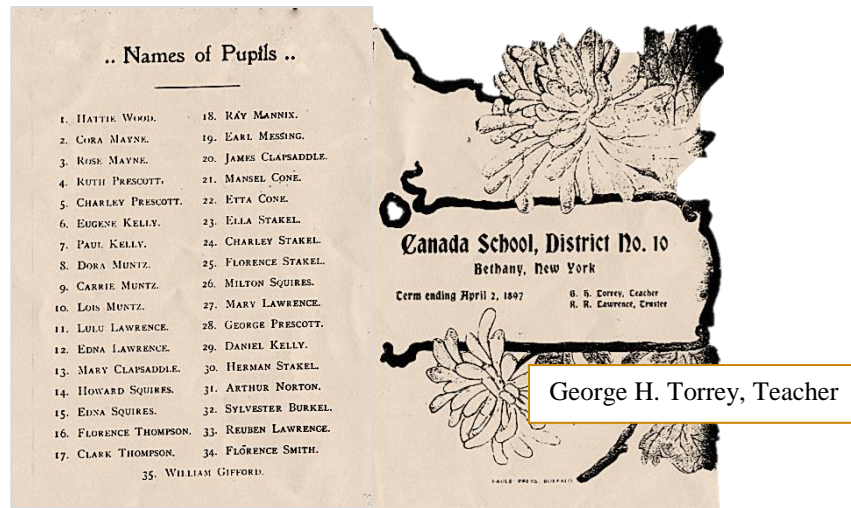 .. Names of Pupils ..
1. HATTIE WOOD.
2. CORA MAYNE.
3. ROSE MAYNE.
4. RUTH PRESCOTT.
5. CHARLEY PRESCOTT.
6. EUGENE KELLY.
7. PAUL KELLY.
8. DORA MUNTZ.
9. CARRIE MUNTZ.
10. LOIS MUNTZ.
11. LULU LAWRENCE.
12. EDNA LAWRENCE.
13. MARY CLAPSADDLE.
14. HOWARD SQUIRES.
15. EDNA SQUIRES.
16. FLORENCE THOMPSON.
17. CLARK THOMPSON.
18. RAY MANNIX.
19. EARL MESSING.
20. JAMES CLAPSADDLE.
21. MANSEL CONE.
22. ETTA CONE.
23. ELLA STAKEL.
24. CHARLEY STAKEL.
25. FLORENCE STAKEL.
26. MILTON SQUIRES.
27. MARY LAWRENCE.
28. GEORGE PRESCOTT.
29. DANIEL KELLY.
30. HERMAN STAKEL.
31. ARTHUR NORTON.
32. SYLVESTER BURKEL.
33. REUBEN LAWRENCE.
34. FLORENCE SMITH.
35. WILLIAM GIFFORD.
Canada School, District No. 10
Bethany, New York
Term ending April 2, 1897
G. H. Torrey, Teacher
R. R. Lawrence, Trustee
George H. Torrey, Teacher
PRESS, BUFFALO